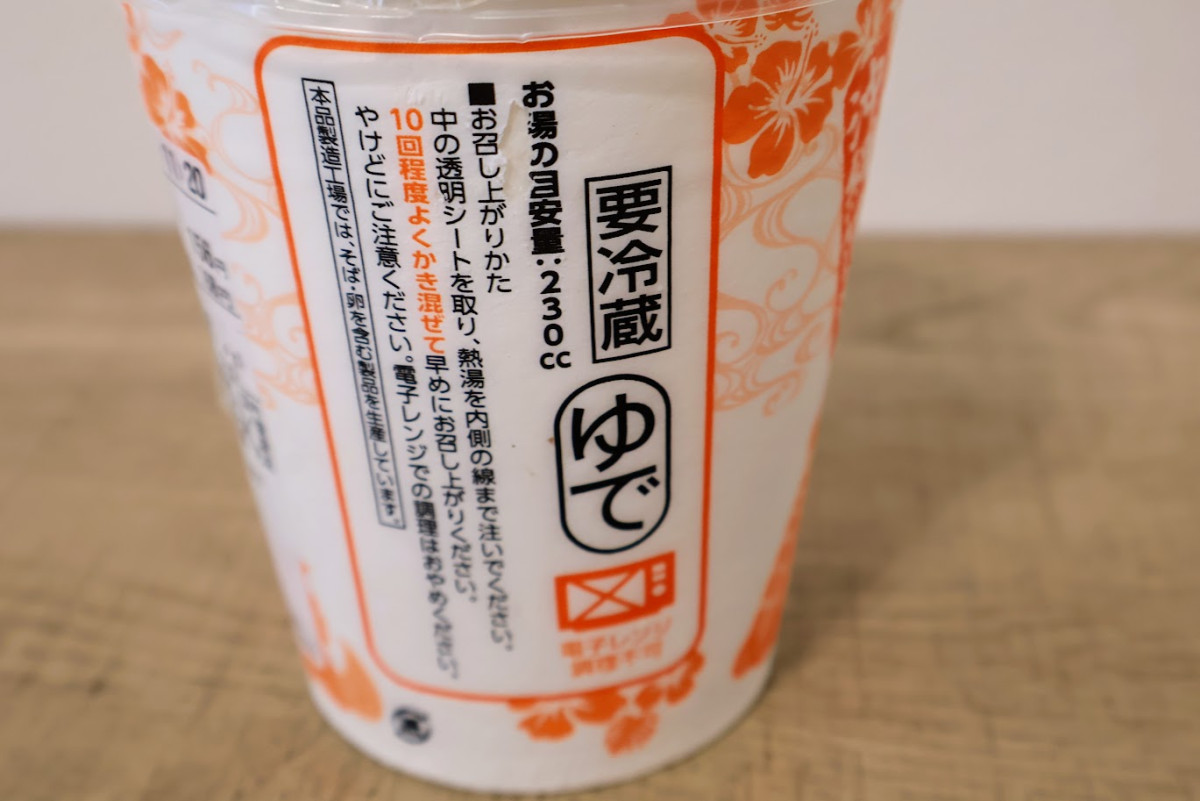 要冷蔵
ゆで
電子レンジ
調理不可
お湯の目安量:230cc
■お召し上がりかた
中の透明シートを取り、熱湯を内側の線まで注いでください。
10回程度よくかき混ぜて早めにお召し上がりください。
やけどにご注意ください。電子レンジでの調理はおやめください。
本品製造工場では、そば・卵を含む製品を生産しています。
20